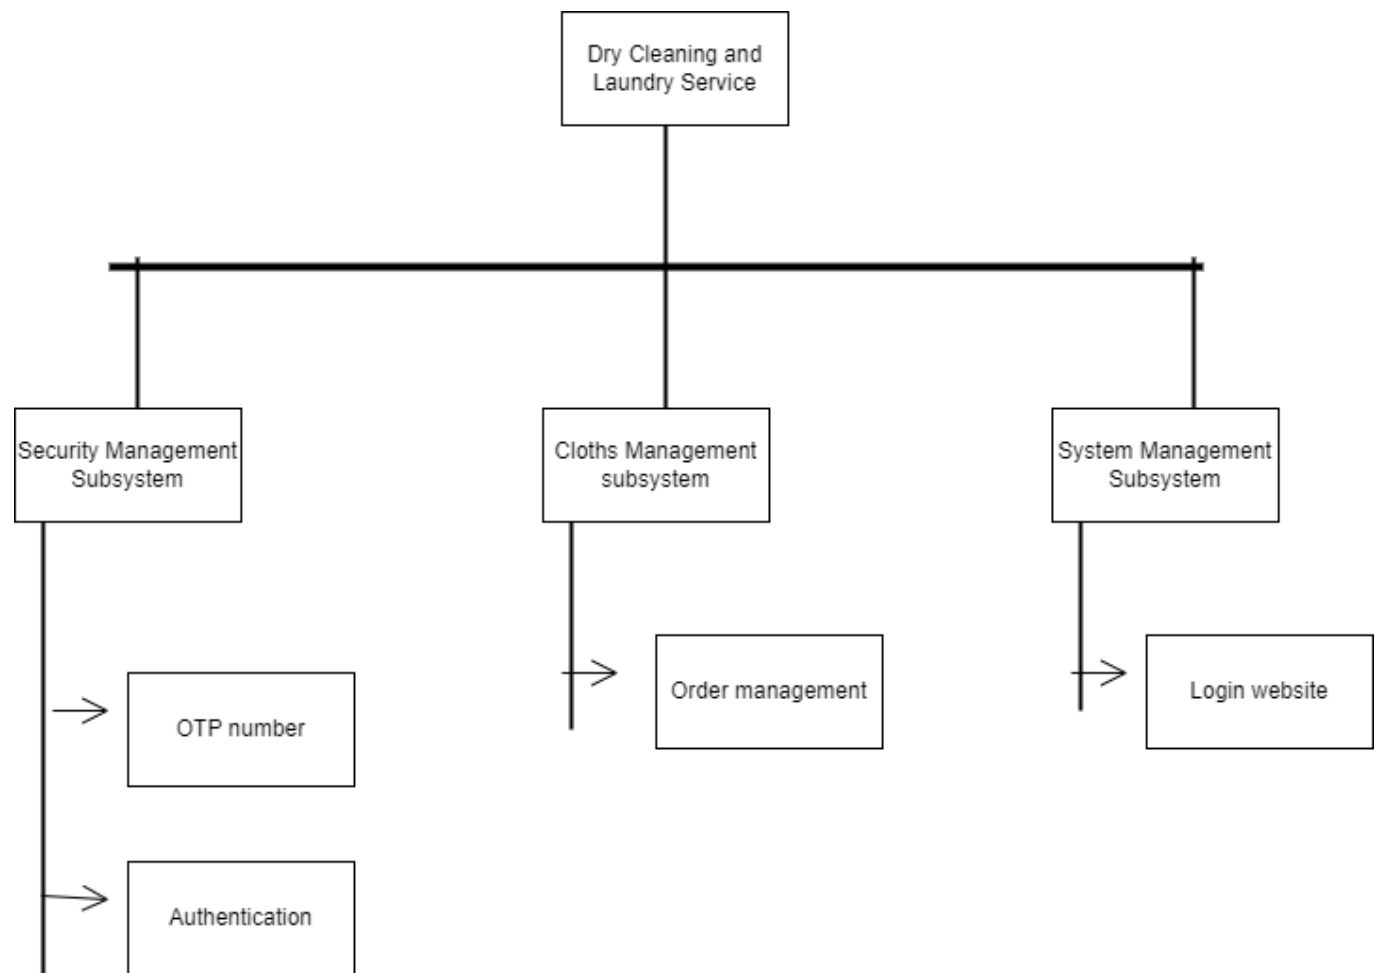 Dry Cleaning and
Laundry Service
Security Management
Subsystem
Cloths Management
subsystem
System Management
Subsystem
OTP number
Order management
Login website
Authentication